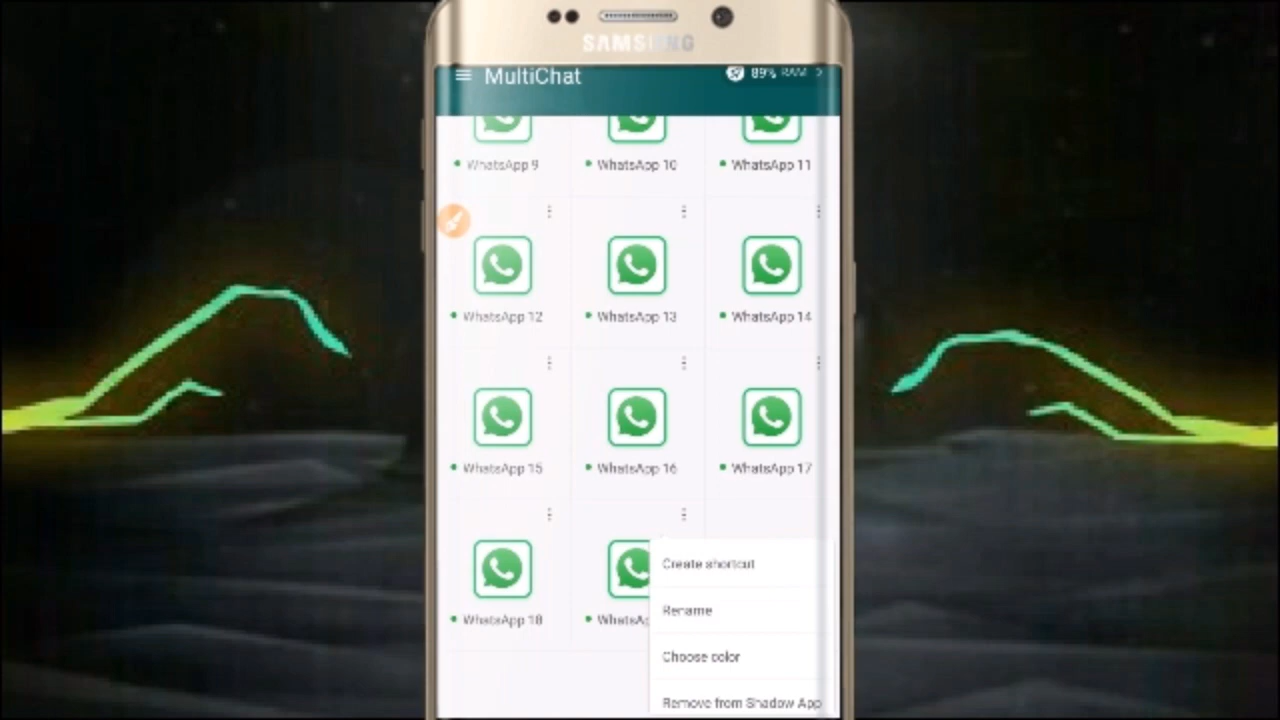 SAMSUNG
MultiChat
89% RAM
WhatsApp 9
WhatsApp 10
WhatsApp 11
WhatsApp 12
WhatsApp 13
WhatsApp 14
WhatsApp 15
WhatsApp 16
WhatsApp 17
WhatsApp 18
WhatsAp
Create shortcut
Rename
Choose color
Remove from Shadow App